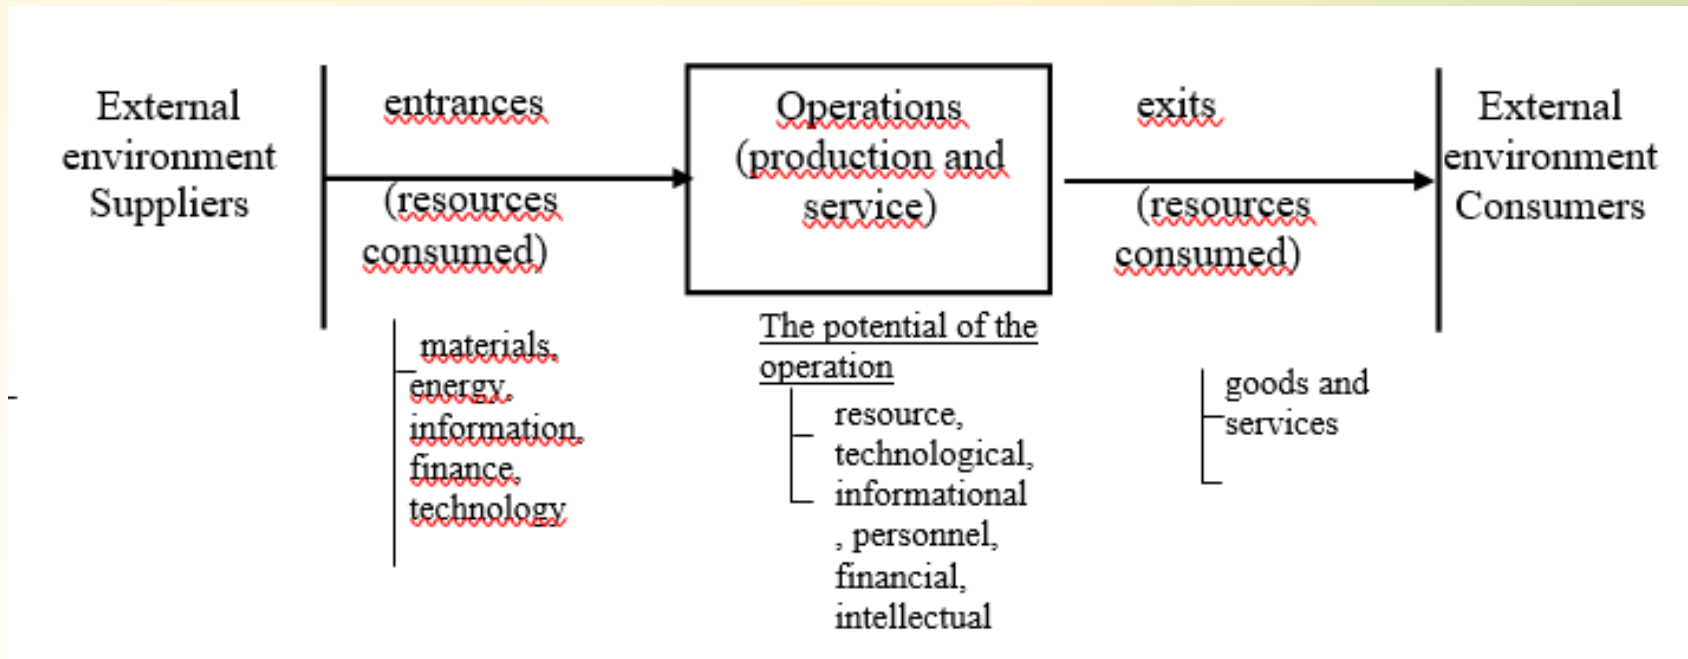 External
environment
Suppliers
entrances
(resources
consumed)
materials,
energy,
information,
finance,
technology
Operations
(production and
service)
The potential of the
operation
resource,
technological,
informational
, personnel,
financial,
intellectual
exits
(resources
consumed)
goods and
services
External
environment
Consumers